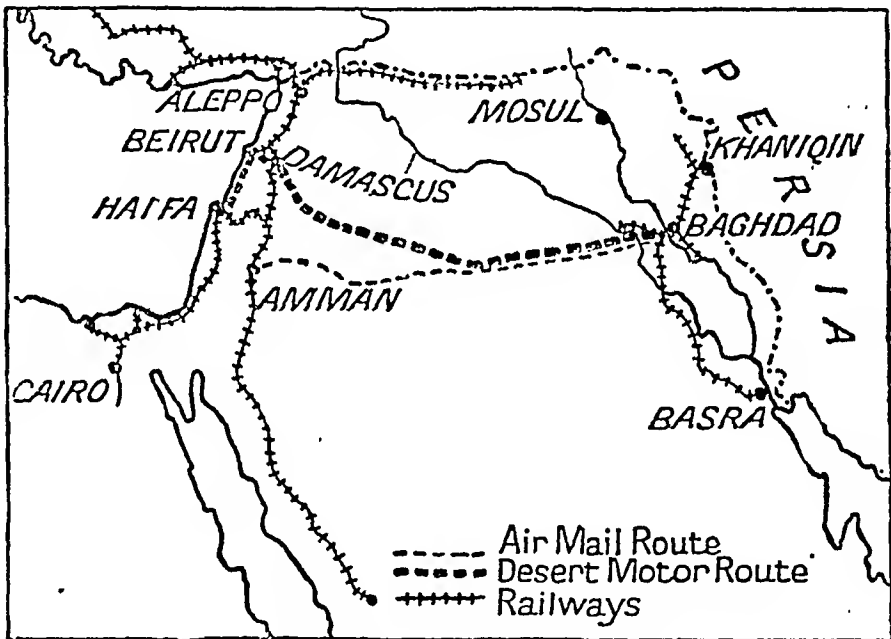 PERSIA
ALEPPO
MOSUL
BEIRUT
KHANIQIN
DAMASCUS
HAIFA
BAGHDAD
AMMAN
CAIRO
BASRA
Air Mail Route
Desert Motor Route
Railways